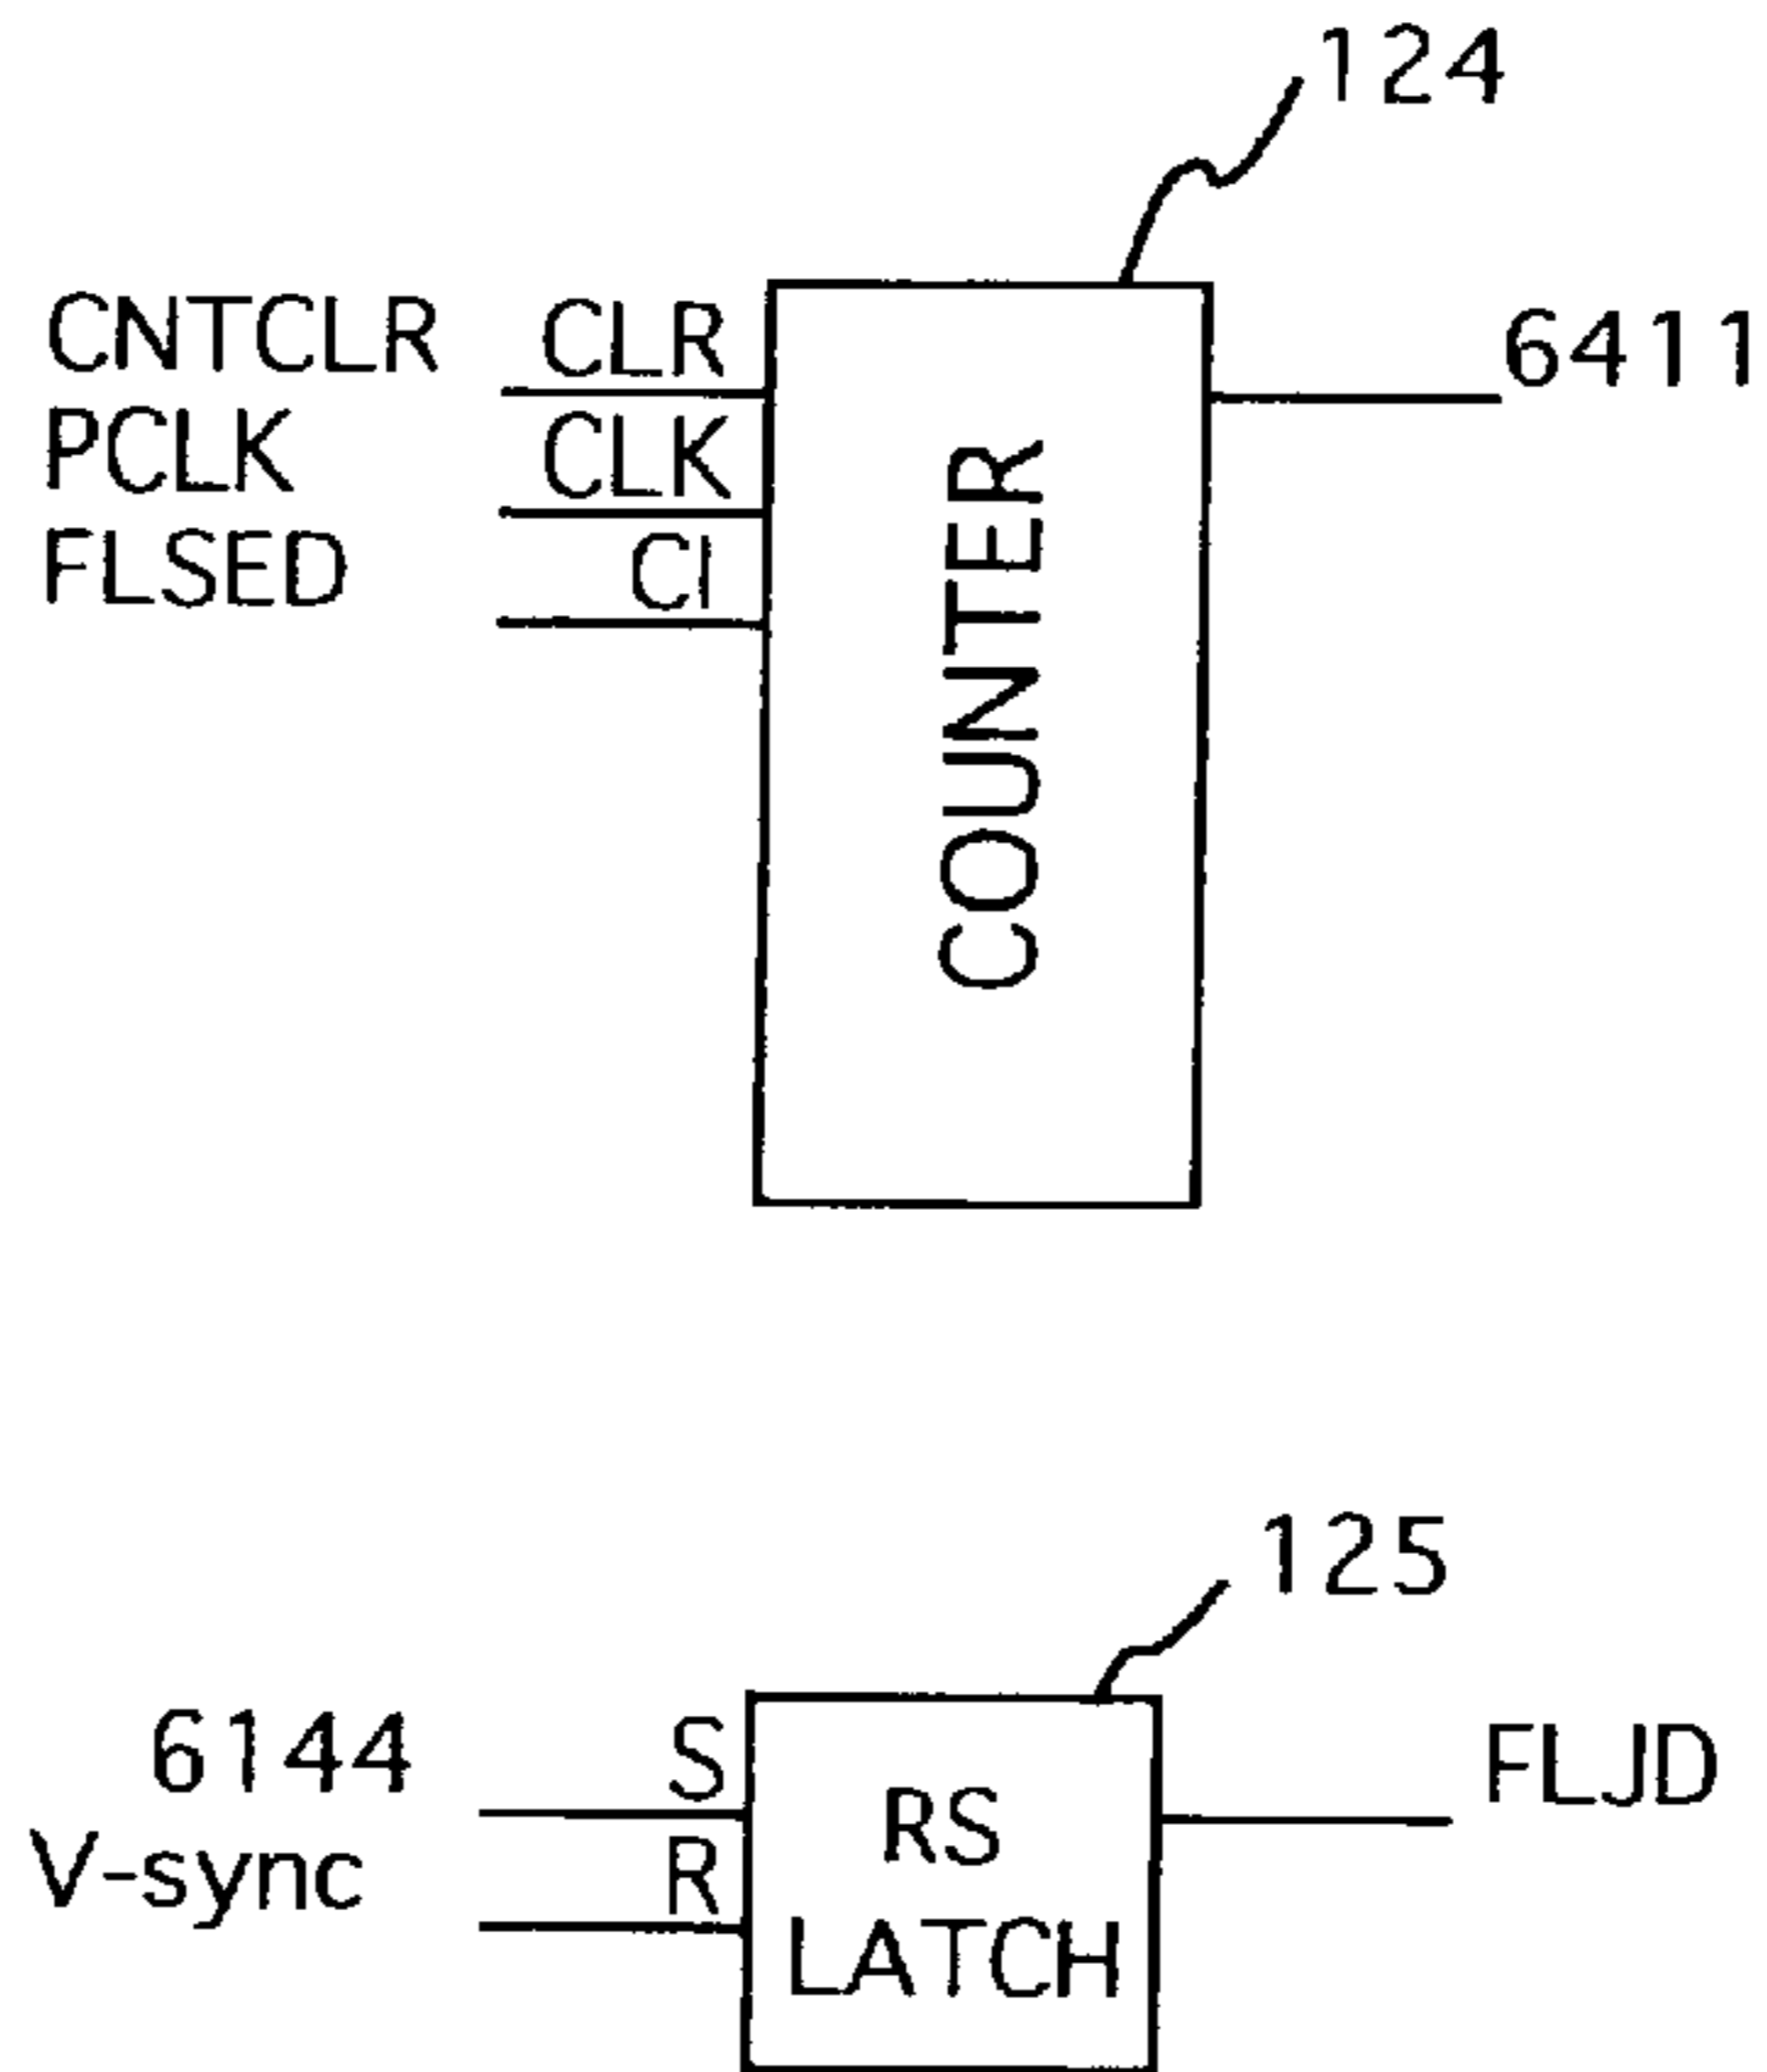 124
CNTCLR CLR 6411
PCLK CLK
FLSED CI
COUNTER
125
6144 S FLJD
V-sync R
RS
LATCH